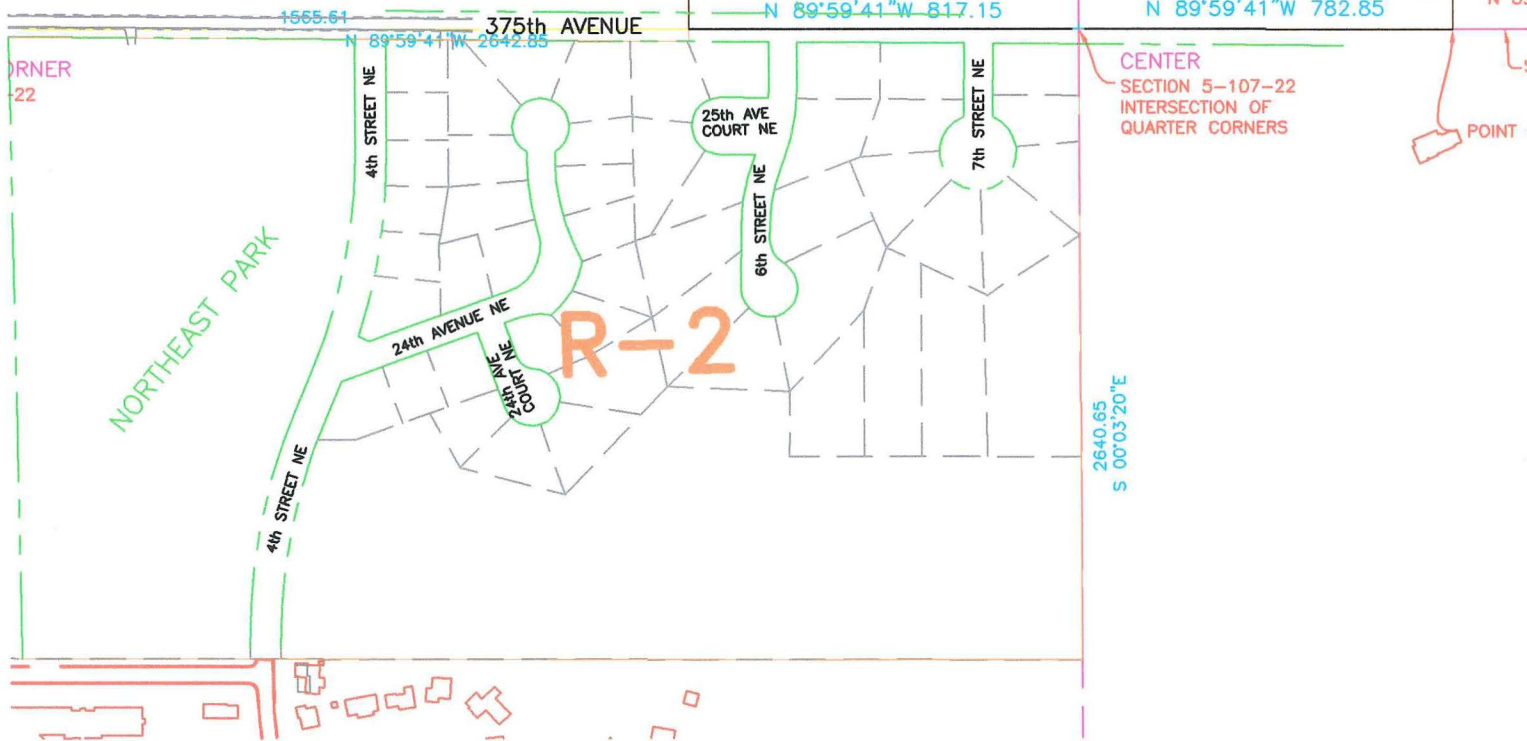 1565.61
375th AVENUE
N 89°59'41"W 2642.85
N 89°59'41"W 817.15
N 89°59'41"W 782.85
ORNER
-22
CENTER
SECTION 5-107-22
INTERSECTION OF
QUARTER CORNERS
POINT
4th STREET NE
25th AVE
COURT NE
7th STREET NE
6th STREET NE
NORTHEAST PARK
24th AVENUE NE
R-2
24th AVE
COURT NE
4th STREET NE
2640.65
S 00°03'20"E